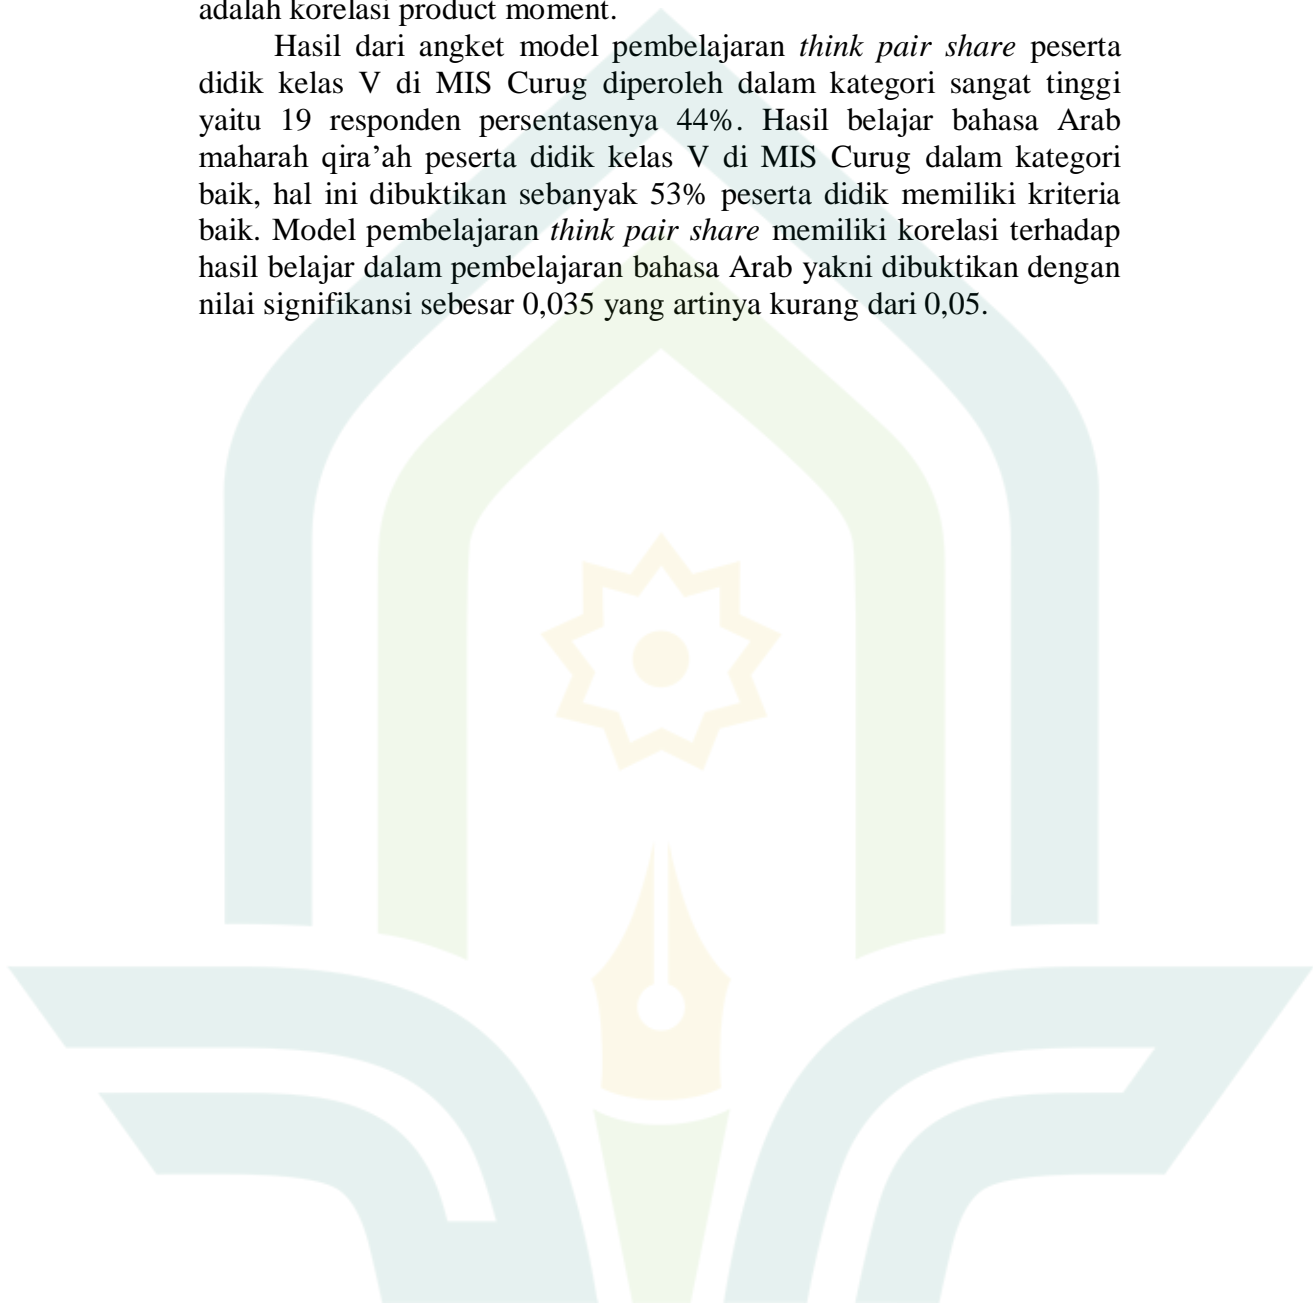 adalah korelasi product moment.
Hasil dari angket model pembelajaran think pair share peserta
didik kelas V di MIS Curug diperoleh dalam kategori sangat tinggi
yaitu 19 responden persentasenya 44%. Hasil belajar bahasa Arab
maharah qira’ah peserta didik kelas V di MIS Curug dalam kategori
baik, hal ini dibuktikan sebanyak 53% peserta didik memiliki kriteria
baik. Model pembelajaran think pair share memiliki korelasi terhadap
hasil belajar dalam pembelajaran bahasa Arab yakni dibuktikan dengan
nilai signifikansi sebesar 0,035 yang artinya kurang dari 0,05.